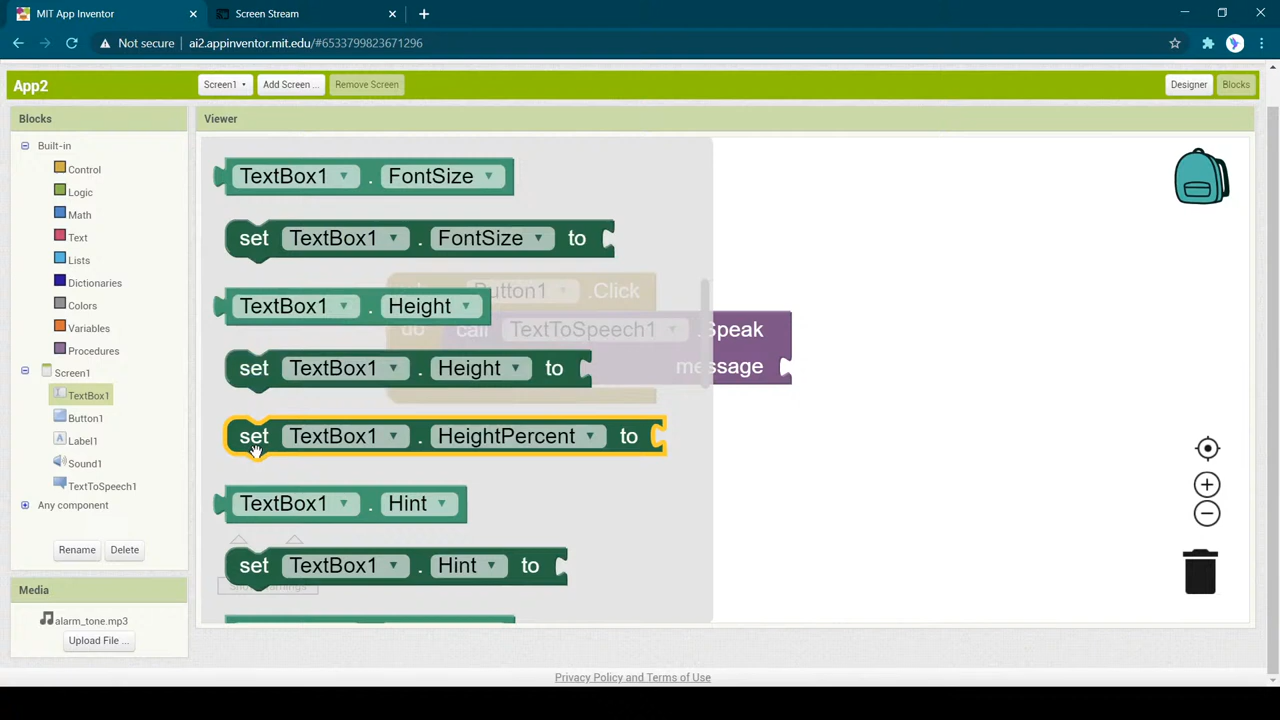 MIT App Inventor
Screen Stream
Not secure
ai2.appinventor.mit.edu/#6533799823671296
App2
Screen1
Add Screen ...
Remove Screen
Designer
Blocks
Blocks
Viewer
Built-in
Control
Logic
Math
Text
Lists
Dictionaries
Colors
Variables
Procedures
Screen1
TextBox1
Button1
Label1
Sound1
TextToSpeech1
Any component
Rename
Delete
Media
alarm_tone.mp3
Upload File ...
TextBox1 . FontSize
set TextBox1 . FontSize to
TextBox1 . Height
set TextBox1 . Height to
set TextBox1 . HeightPercent to
TextBox1 . Hint
set TextBox1 . Hint to
Button1 .Click
do call TextToSpeech1 .Speak
message
Privacy Policy and Terms of Use